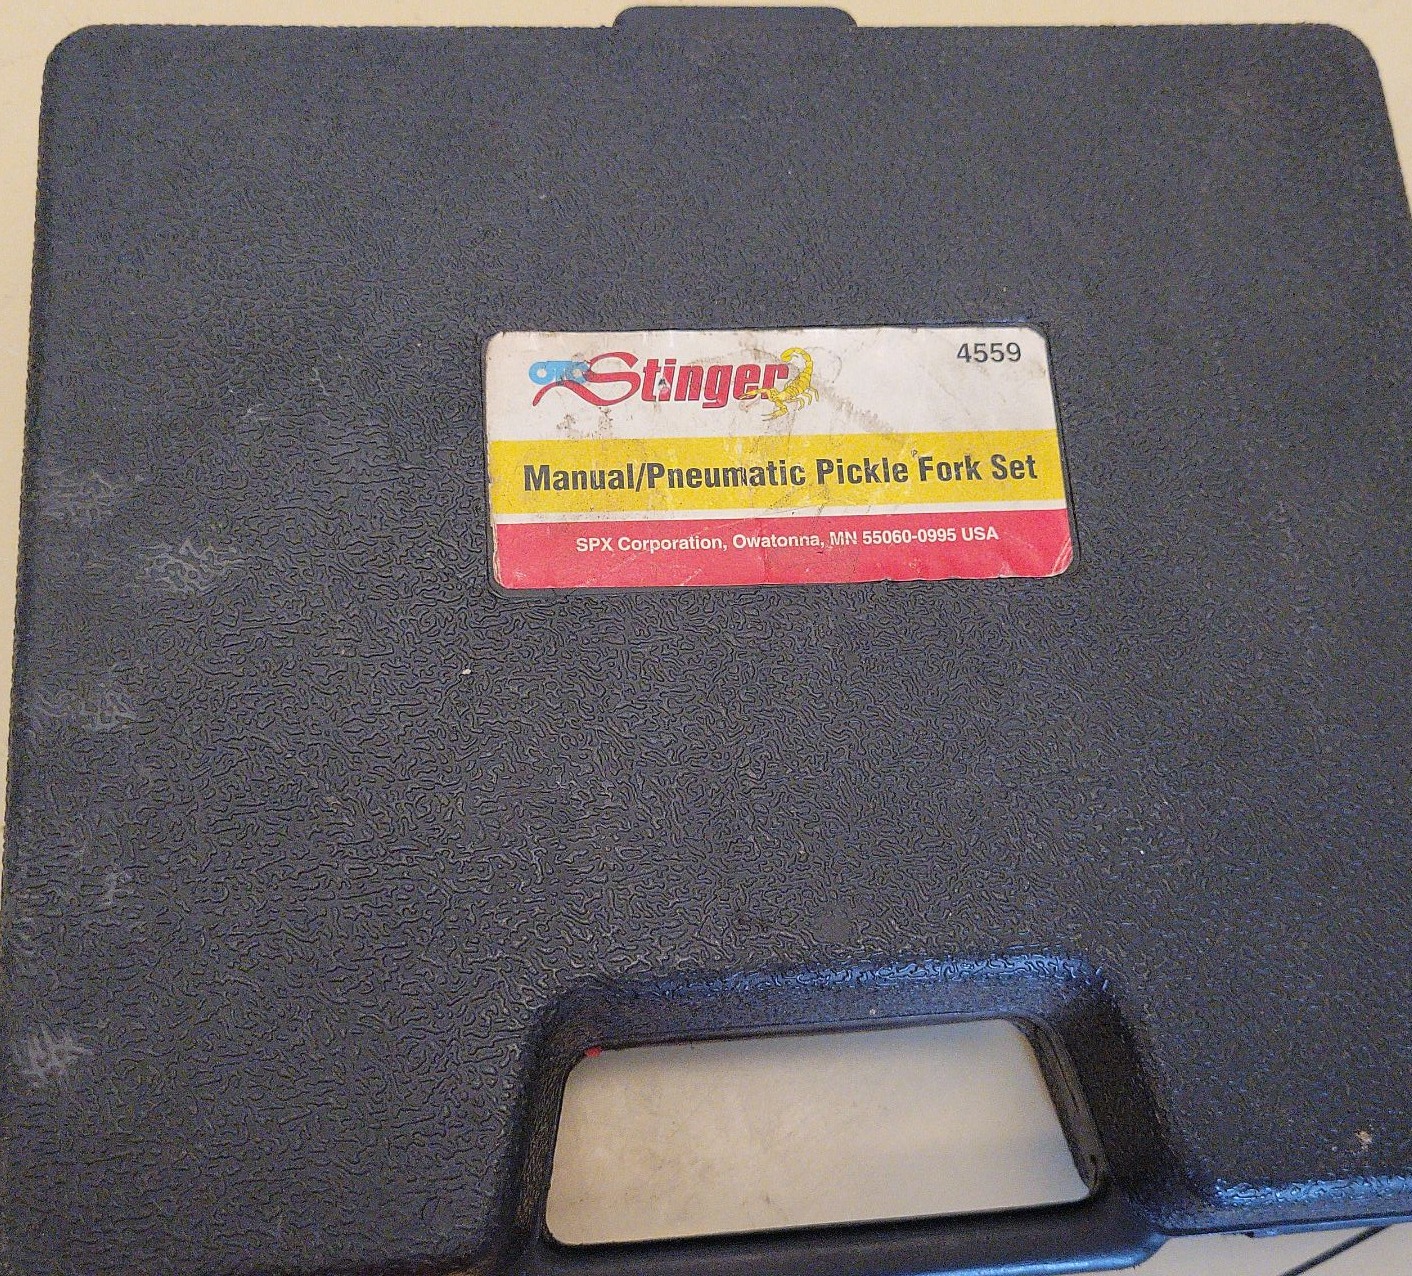 OTC Stinger 4559
Manual/Pneumatic Pickle Fork Set
SPX Corporation, Owatonna, MN 55060-0995 USA